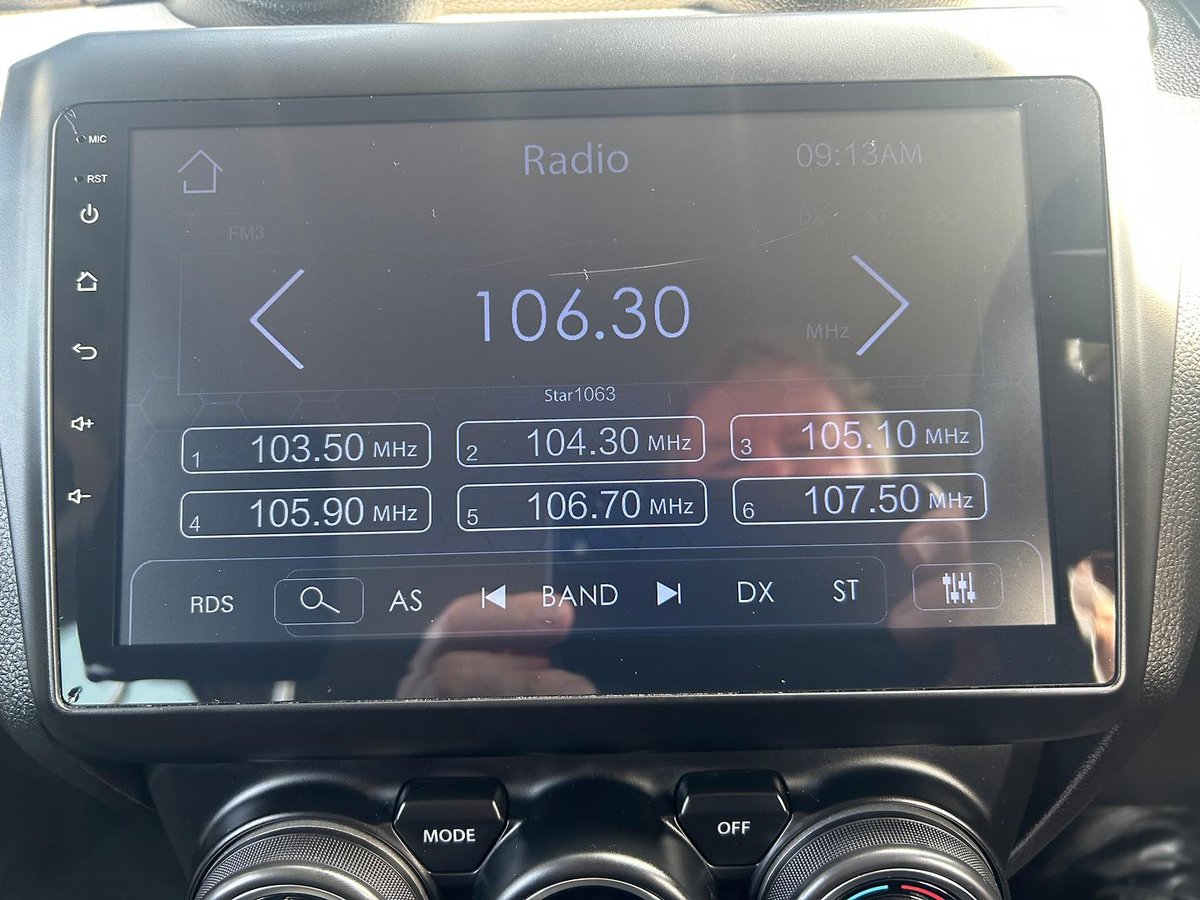 MIC
RST
Radio
09:13AM
FM3
DX ST
106.30
MHz
Star1063
1 103.50 MHz
2 104.30 MHz
3 105.10 MHz
4 105.90 MHz
5 106.70 MHz
6 107.50 MHz
RDS
AS
BAND
DX
ST
MODE
OFF